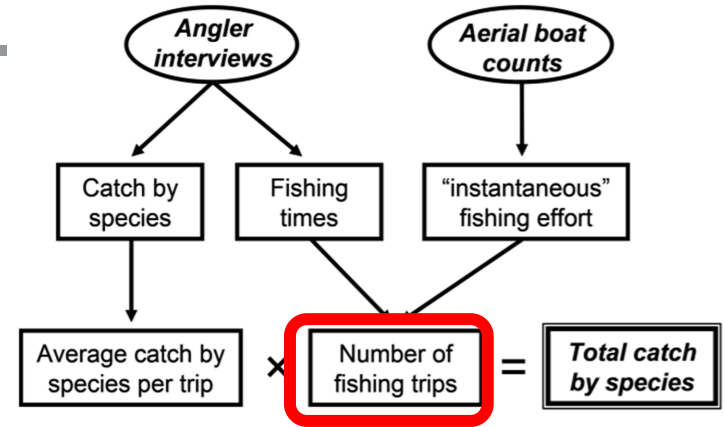 Angler
interviews
Aerial boat
counts
Catch by
species
Fishing
times
“instantaneous”
fishing effort
Average catch by
species per trip
×
Number of
fishing trips
=
Total catch
by species